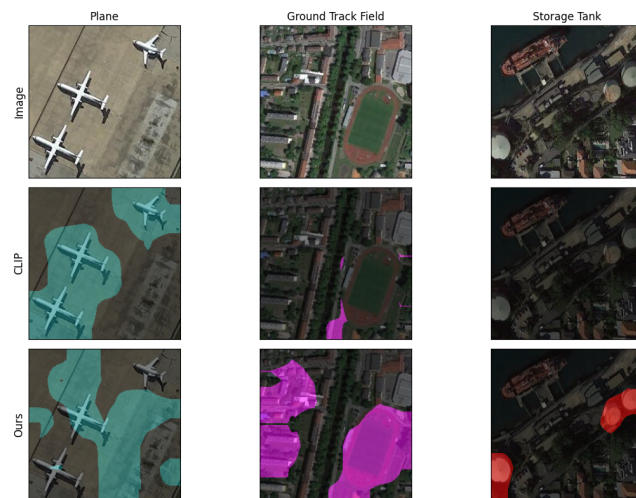 Plane
Ground Track Field
Storage Tank
Image
CLIP
Ours